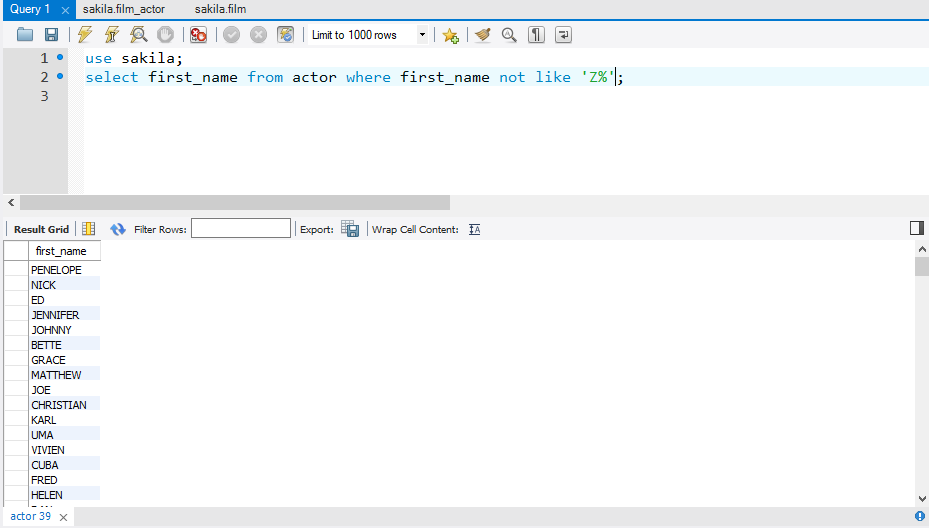 Query 1 sakila.film_actor sakila.film
Limit to 1000 rows
1 use sakila;
2 select first_name from actor where first_name not like 'Z%';
3
Result Grid Filter Rows: Export: Wrap Cell Content:
first_name
PENELOPE
NICK
ED
JENNIFER
JOHNNY
BETTE
GRACE
MATTHEW
JOE
CHRISTIAN
KARL
UMA
VIVIEN
CUBA
FRED
HELEN
actor 39